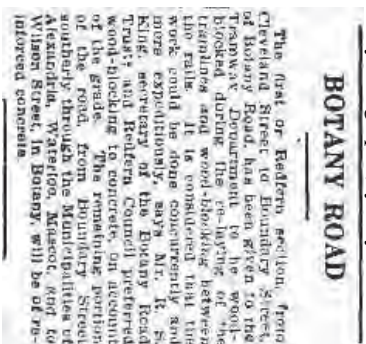 BOTANY ROAD
The first or Redfern section, from
Cleveland Street to Boundary Street,
of Botany Road, has been given to the
Tramway Department to be wood-
blocked during the re-laying of the
tramlines and wood-blocking between
the rails. It is considered that the
work could be done concurrently and
more expeditiously, says Mr. R. S.
King, secretary of the Botany Road
Trust; and Redfern Council preferred
wood-blocking to concrete, on account
of the grade. The remaining portion
of the road, from Boundary Street
southerly through the Municipalities of
Alexandria, Waterloo, Mascot, and to
Wilson Street, in Botany, will be of re-
inforced concrete